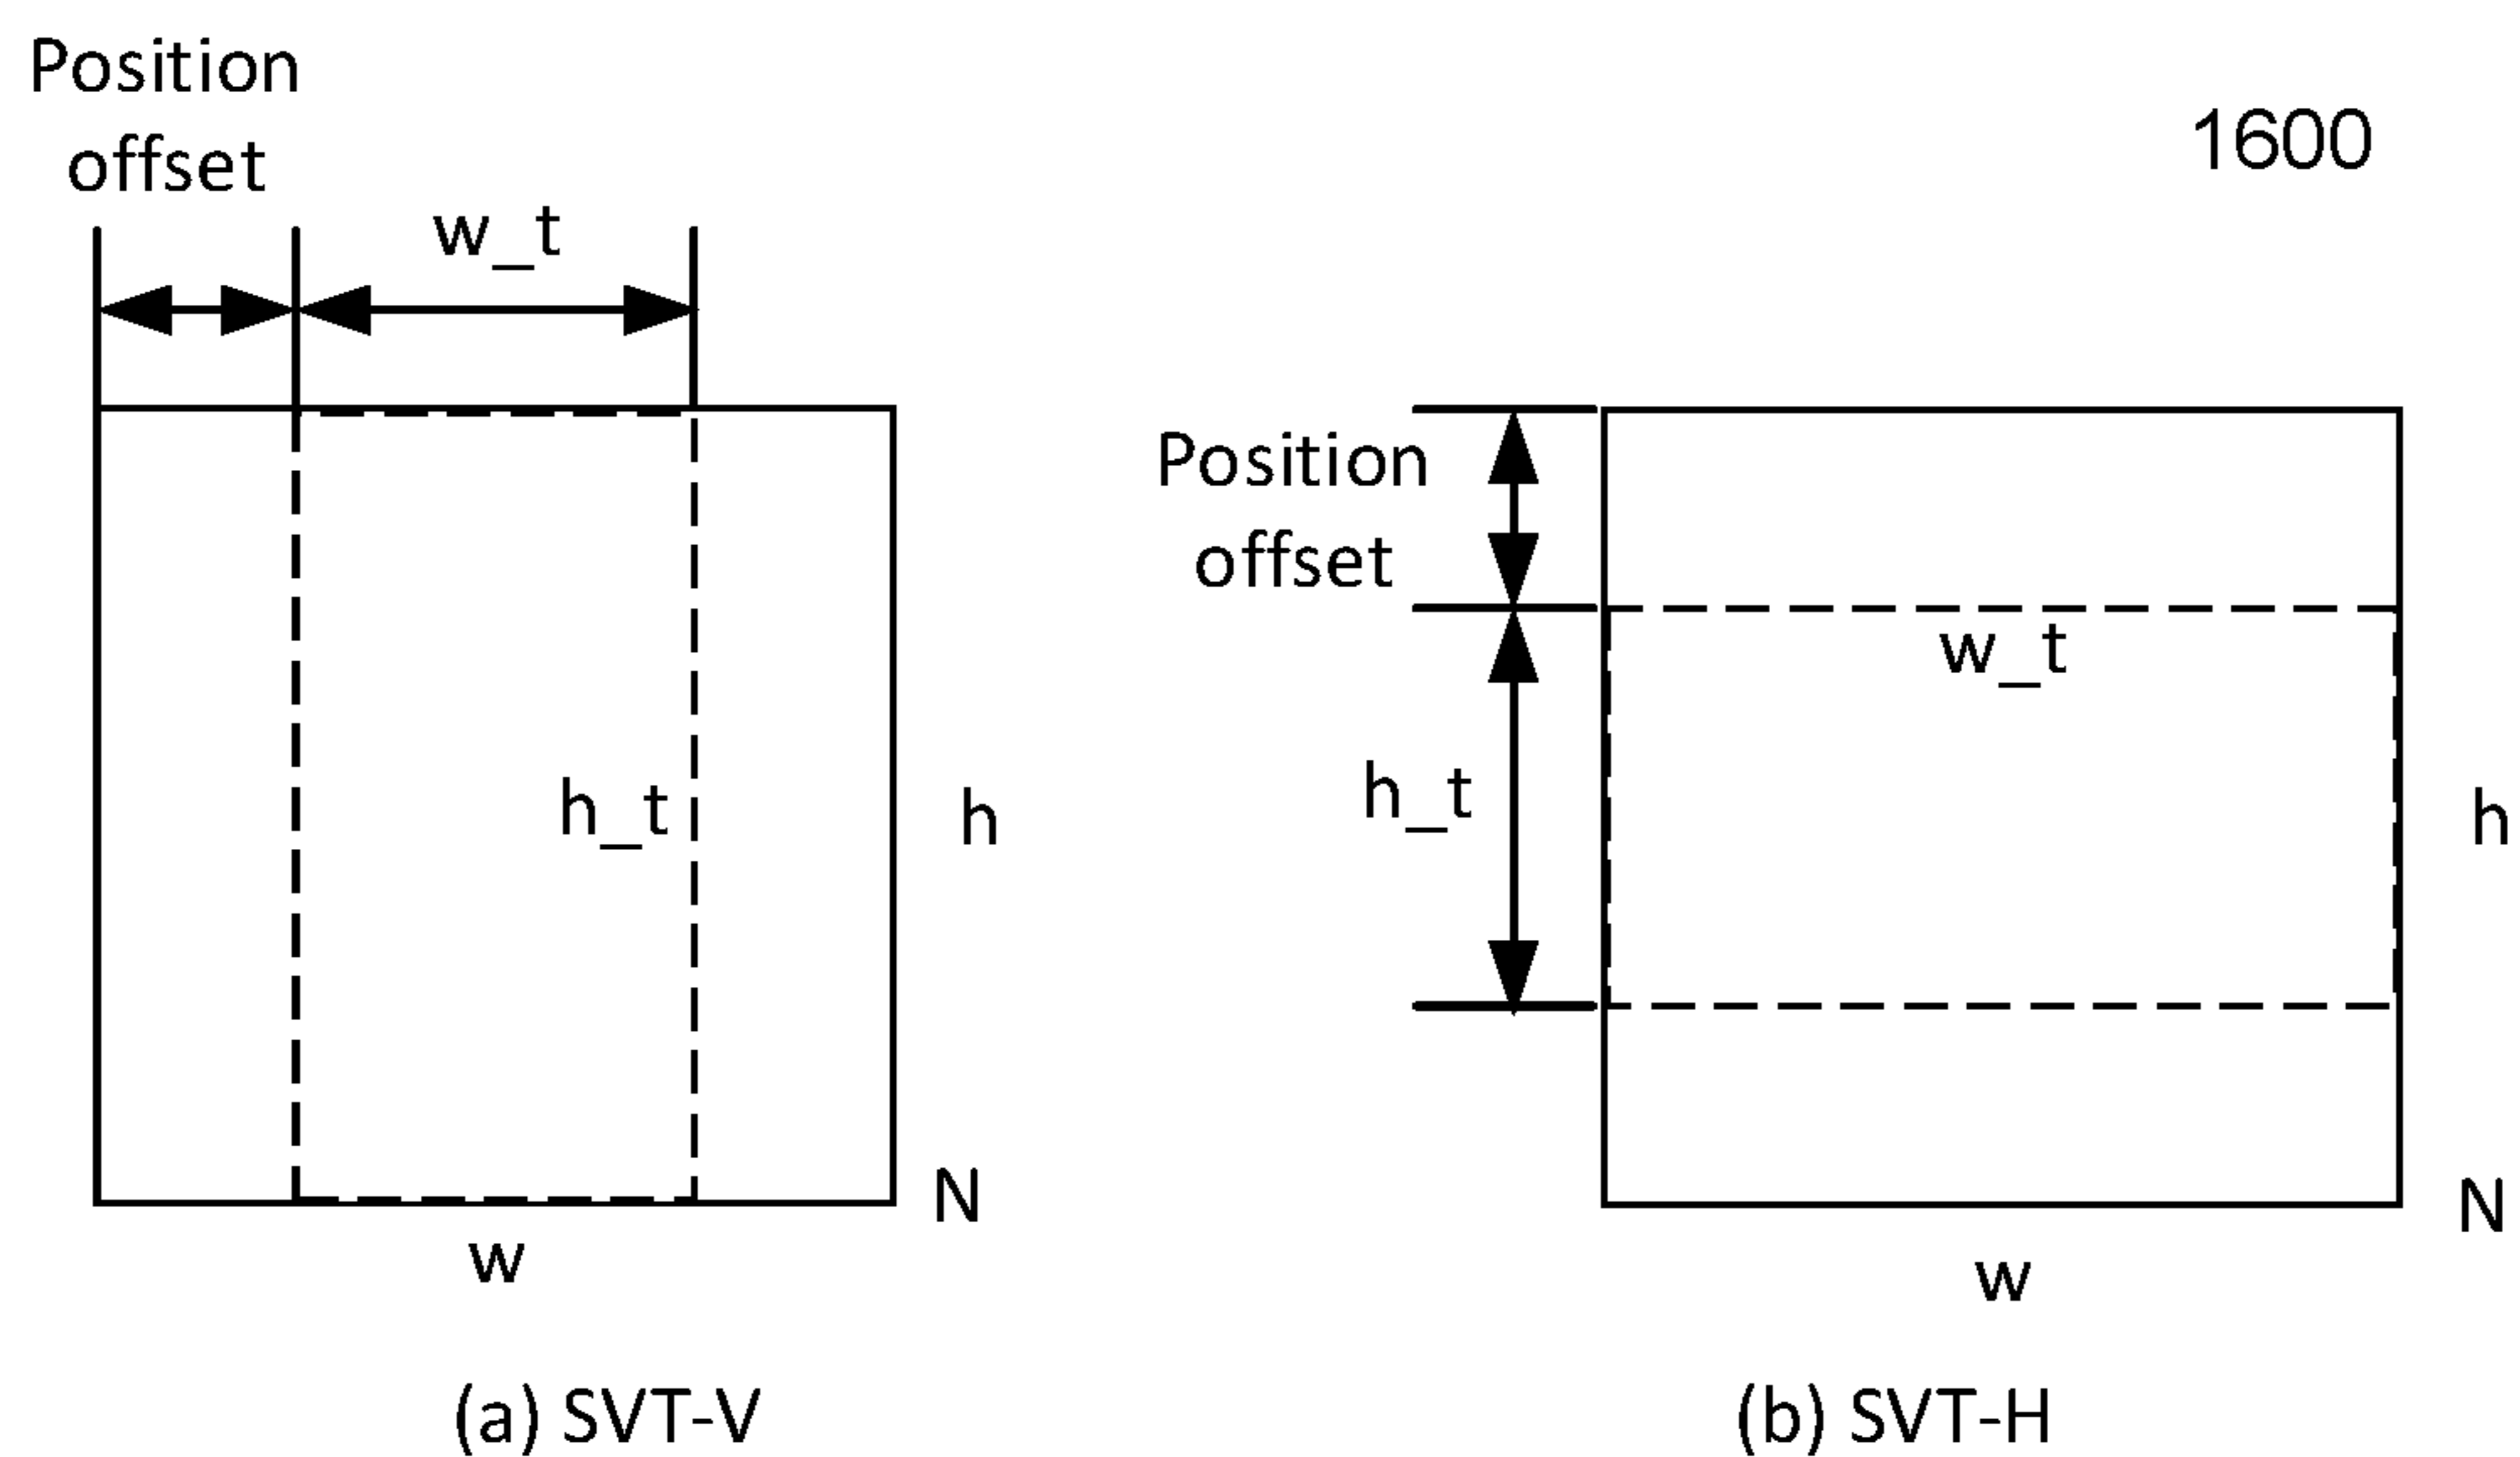 Position
offset
w_t
h_t
h
N
w
(a) SVT-V
1600
Position
offset
w_t
h_t
h
N
w
(b) SVT-H